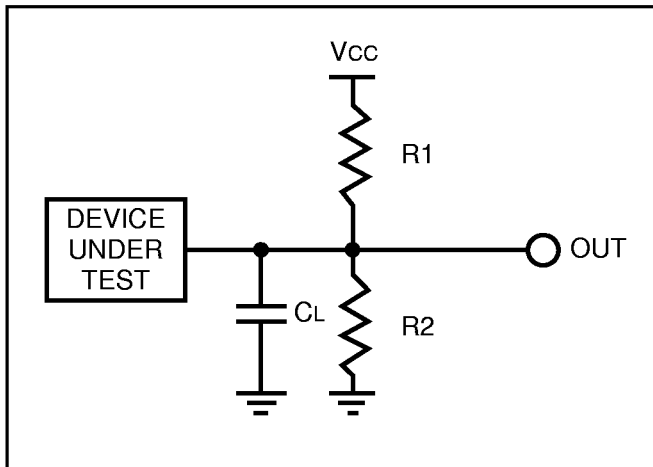 VCC
R1
DEVICE
UNDER
TEST
OUT
CL
R2